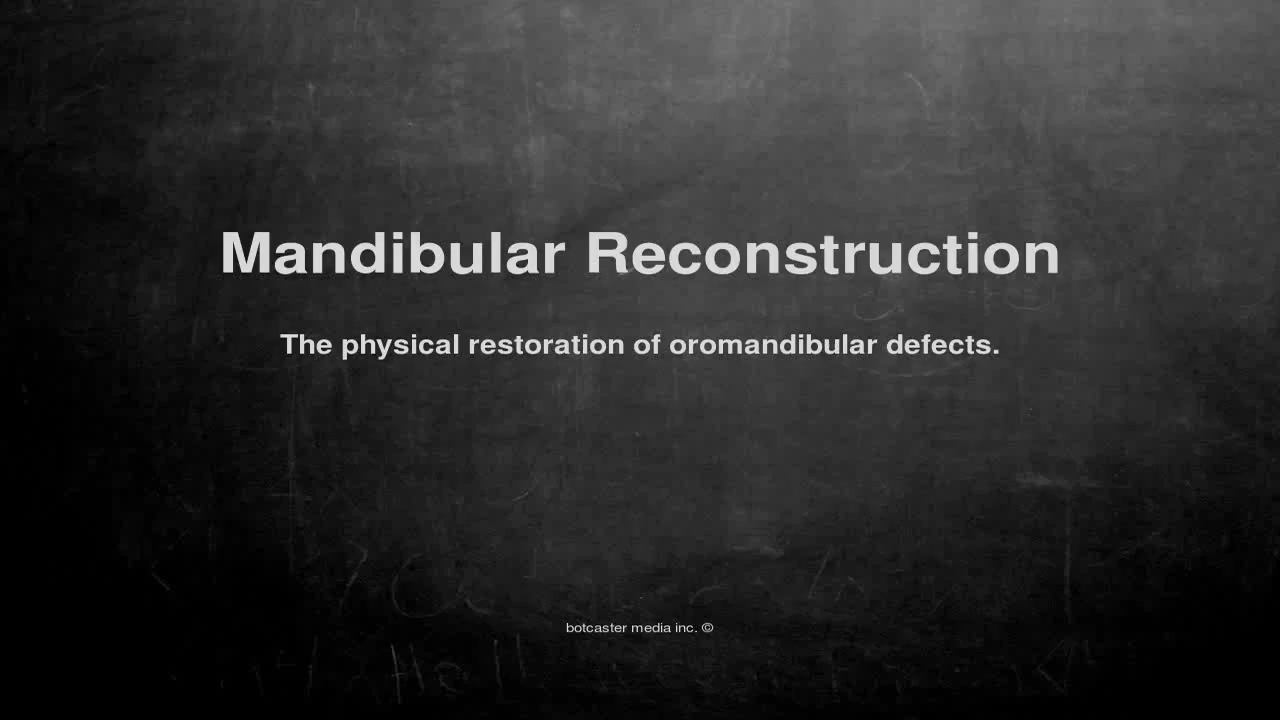 Mandibular Reconstruction
The physical restoration of oromandibular defects.
botcaster media inc. ©